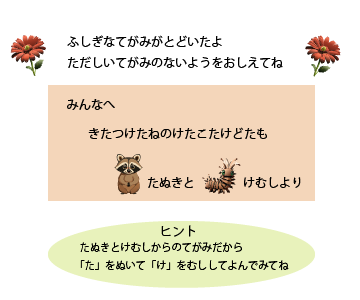 ふしぎなてがみがとどいたよ
ただしいてがみのないようをおしえてね
みんなへ
きたつけたねのけたこたけどたも
たぬきと けむしより
ヒント
たぬきとけむしからのてがみだから
「た」をぬいて「け」をむししてよんでみてね